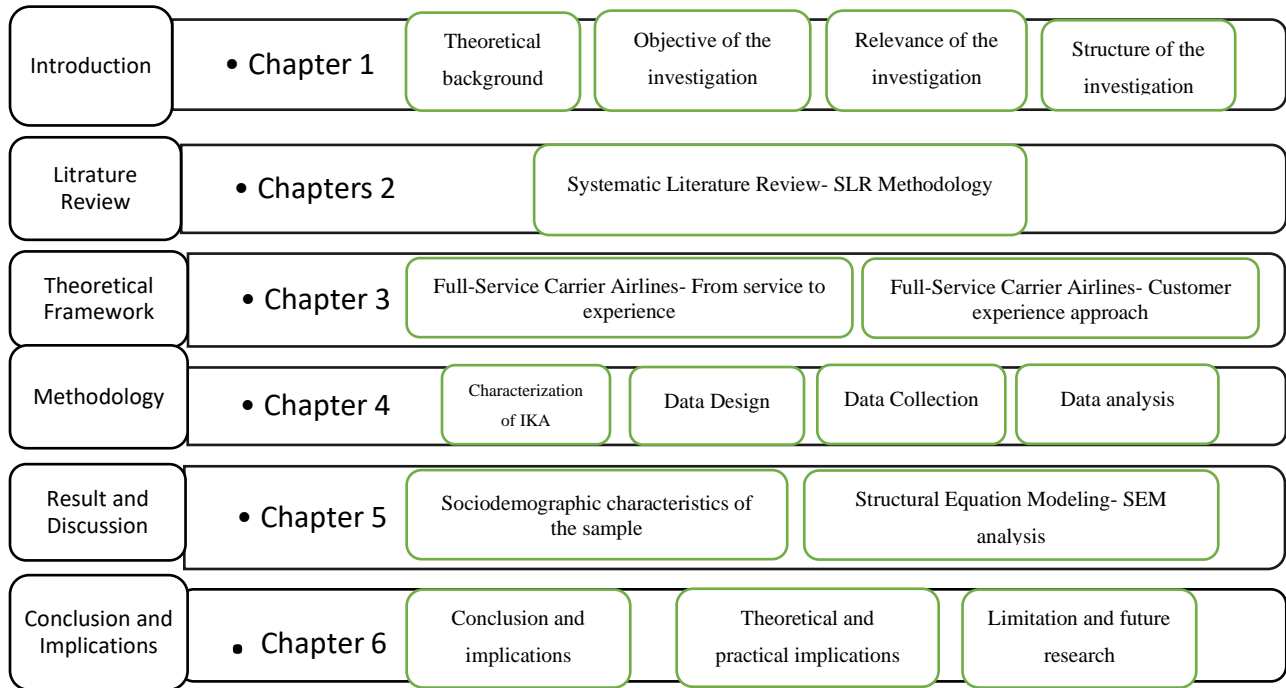 Introduction
• Chapter 1
Theoretical
background
Objective of the
investigation
Relevance of the
investigation
Structure of the
investigation
Litrature
Review
• Chapters 2
Systematic Literature Review- SLR Methodology
Theoretical
Framework
• Chapter 3
Full-Service Carrier Airlines- From service to
experience
Full-Service Carrier Airlines- Customer
experience approach
Methodology
• Chapter 4
Characterization
of IKA
Data Design
Data Collection
Data analysis
Result and
Discussion
• Chapter 5
Sociodemographic characteristics of
the sample
Structural Equation Modeling- SEM
analysis
Conclusion and
Implications
• Chapter 6
Conclusion and
implications
Theoretical and
practical implications
Limitation and future
research